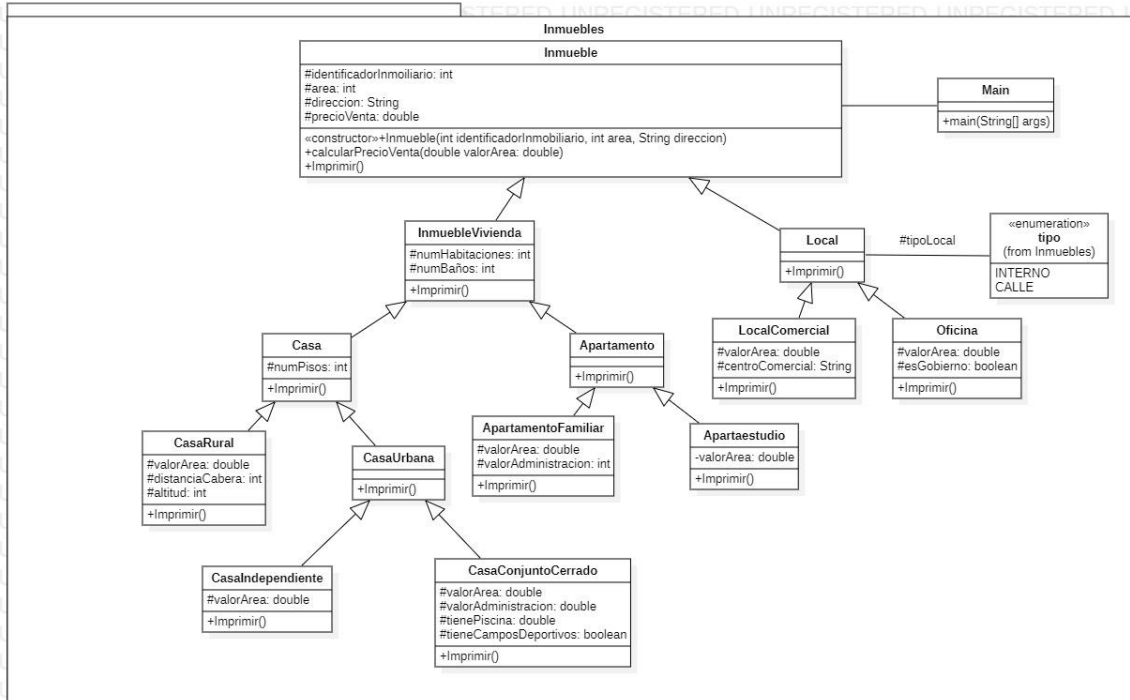 UNREGISTERED UNREGISTERED UNREGISTERED
Inmuebles
Inmueble
#identificadorInmoiliario: int
#area: int
#direccion: String
#precioVenta: double
«constructor»+Inmueble(int identificadorInmobiliario, int area, String direccion)
+calcularPrecioVenta(double valorArea: double)
+Imprimir()
Main
+main(String[] args)
InmuebleVivienda
#numHabitaciones: int
#numBaños: int
+Imprimir()
Local
+Imprimir()
#tipoLocal
«enumeration»
tipo
(from Inmuebles)
INTERNO
CALLE
Casa
#numPisos: int
+Imprimir()
Apartamento
+Imprimir()
LocalComercial
#valorArea: double
#centroComercial: String
+Imprimir()
Oficina
#valorArea: double
#esGobierno: boolean
+Imprimir()
CasaRural
#valorArea: double
#distanciaCabera: int
#altitud: int
+Imprimir()
CasaUrbana
+Imprimir()
ApartamentoFamiliar
#valorArea: double
#valorAdministracion: int
+Imprimir()
Apartaestudio
-valorArea: double
+Imprimir()
CasaIndependiente
#valorArea: double
+Imprimir()
CasaConjuntoCerrado
#valorArea: double
#valorAdministracion: double
#tienePiscina: double
#tieneCamposDeportivos: boolean
+Imprimir()